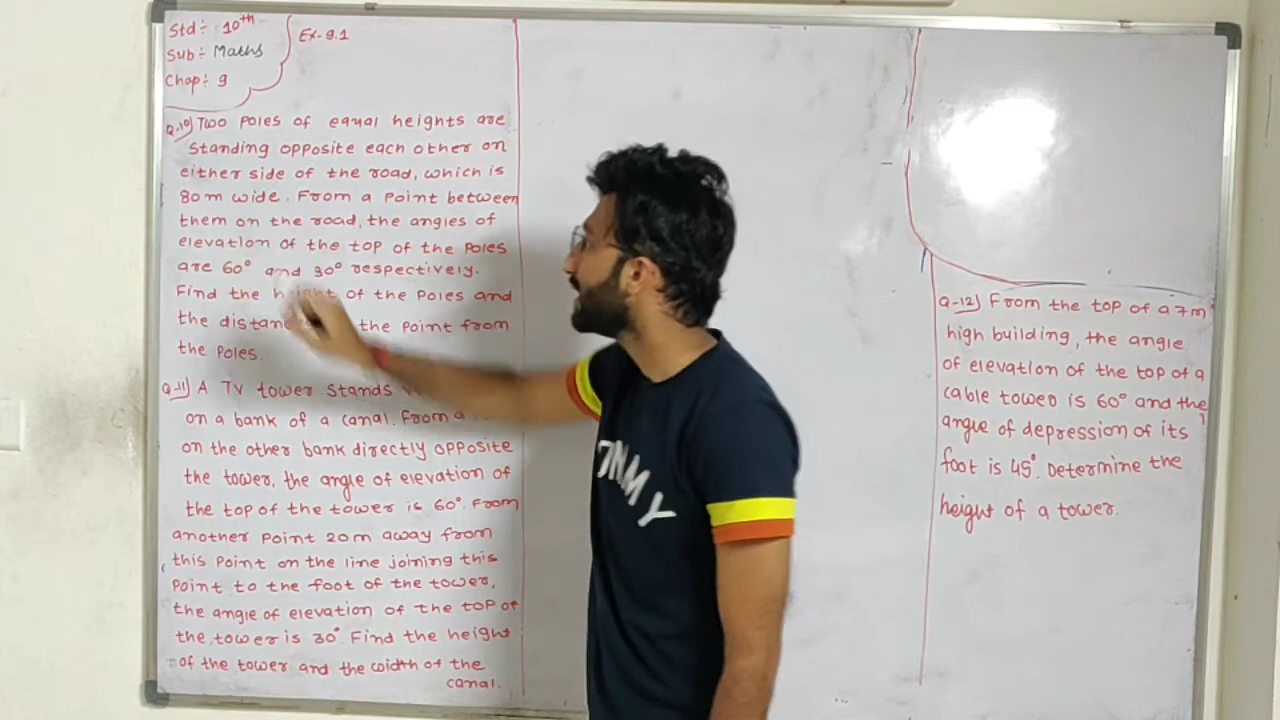 Std÷ 10th
Sub÷ Maths
Chap÷ 9
Ex-9.1
Q-10) Two Poles of equal heights are
standing opposite each other on
either side of the road, which is
80m wide. From a Point between
them on the road, the angles of
elevation of the top of the Poles
are 60° and 30° respectively.
Find the height of the Poles and
the the Point from
the Poles.
Q-11) A TV tower stands
on a bank of a canal. From a
on the other bank directly opposite
the tower, the angle of elevation of
the top of the tower is 60°. From
another Point 20m away from
this Point on the line joining this
Point to the foot of the tower,
the angle of elevation of the top of
the tower is 30°. Find the height
of the tower and the width of the
canal.
Q-12) From the top of a 7m
high building, the angle
of elevation of the top of a
cable tower is 60° and the
angle of depression of its
foot is 45°. Determine the
height of a tower.
MMY